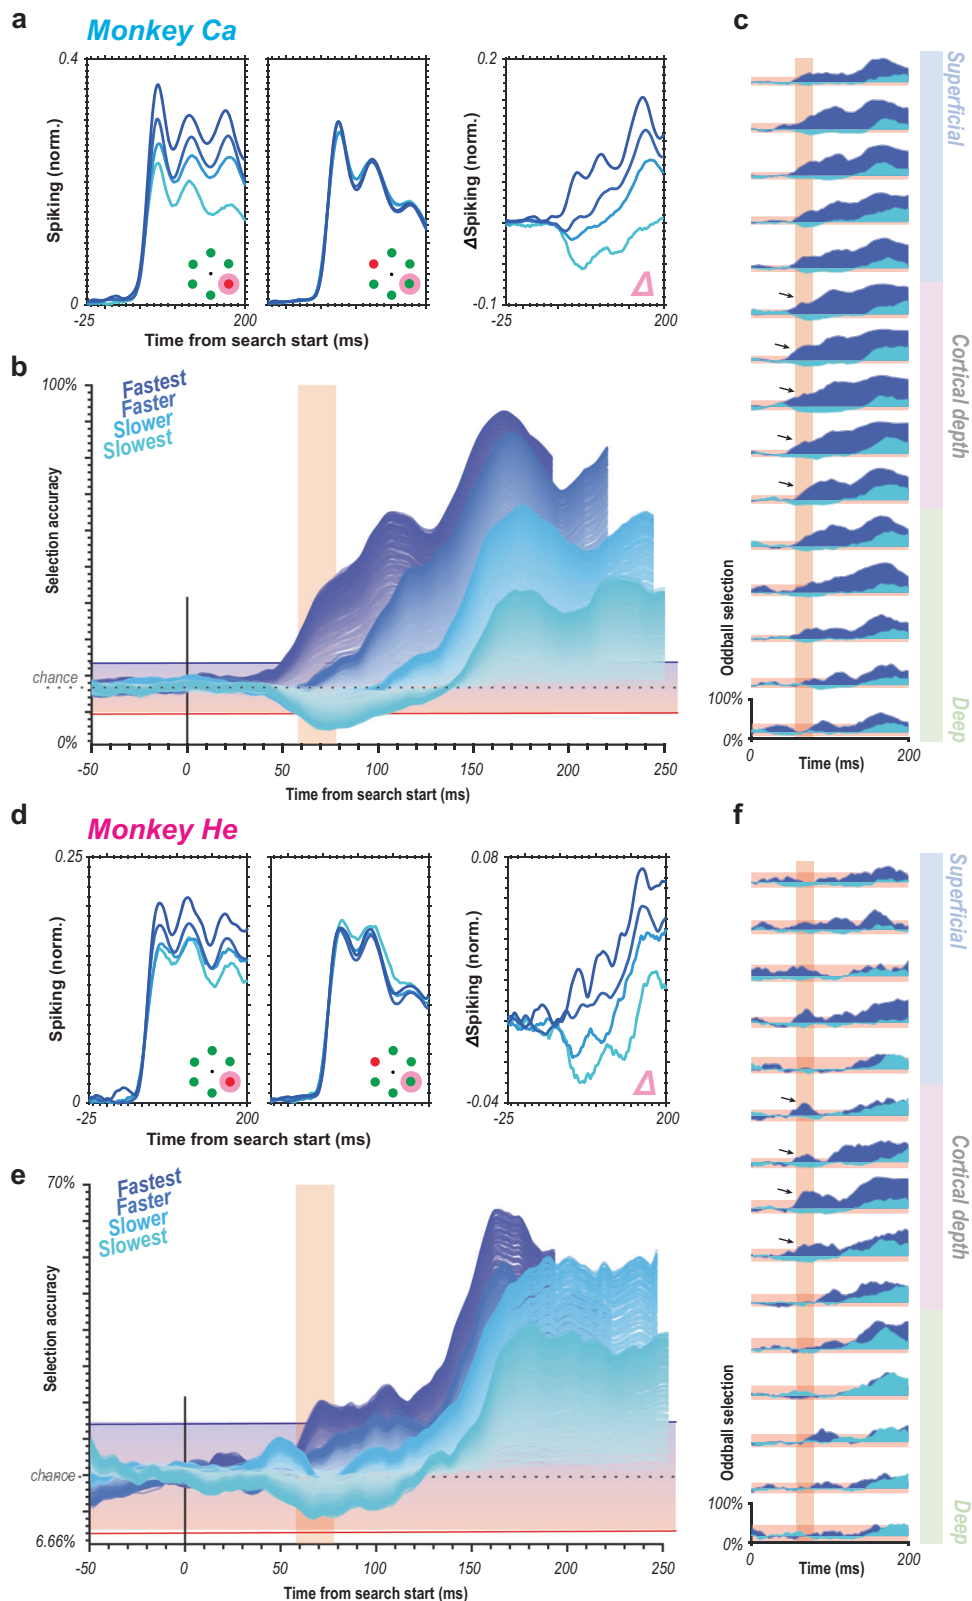 a
Monkey Ca
0.4
Spiking (norm.)
0
-25
200
Time from search start (ms)
0.2
ΔSpiking (norm.)
-0.1
-25
200
Δ
b
100%
Fastest
Faster
Slower
Slowest
Selection accuracy
chance
0%
-50
0
50
100
150
200
250
Time from search start (ms)
c
Superficial
Cortical depth
Deep
Oddball selection
100%
0%
0
200
Time (ms)
d
Monkey He
0.25
Spiking (norm.)
0
-25
200
Time from search start (ms)
0.08
ΔSpiking (norm.)
-0.04
-25
200
Δ
e
70%
Fastest
Faster
Slower
Slowest
Selection accuracy
chance
6.66%
-50
0
50
100
150
200
250
Time from search start (ms)
f
Superficial
Cortical depth
Deep
Oddball selection
100%
0%
0
200
Time (ms)